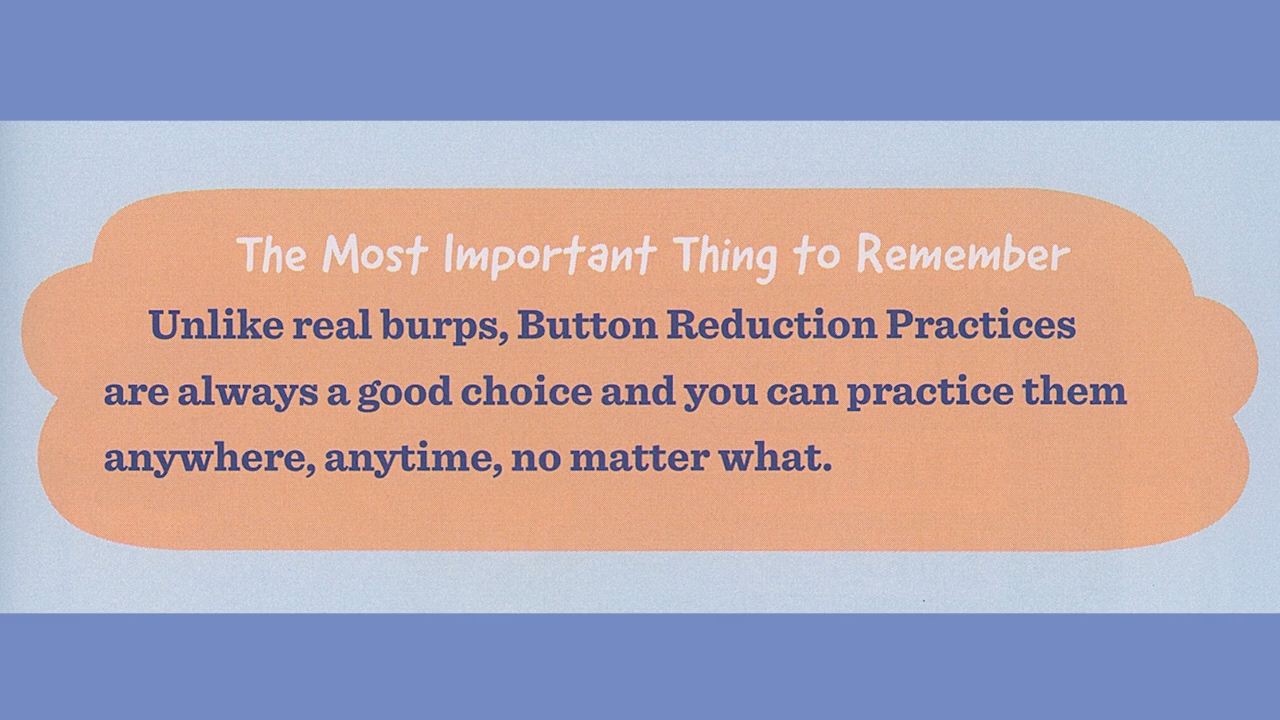 The Most Important Thing to Remember
Unlike real burps, Button Reduction Practices
are always a good choice and you can practice them
anywhere, anytime, no matter what.